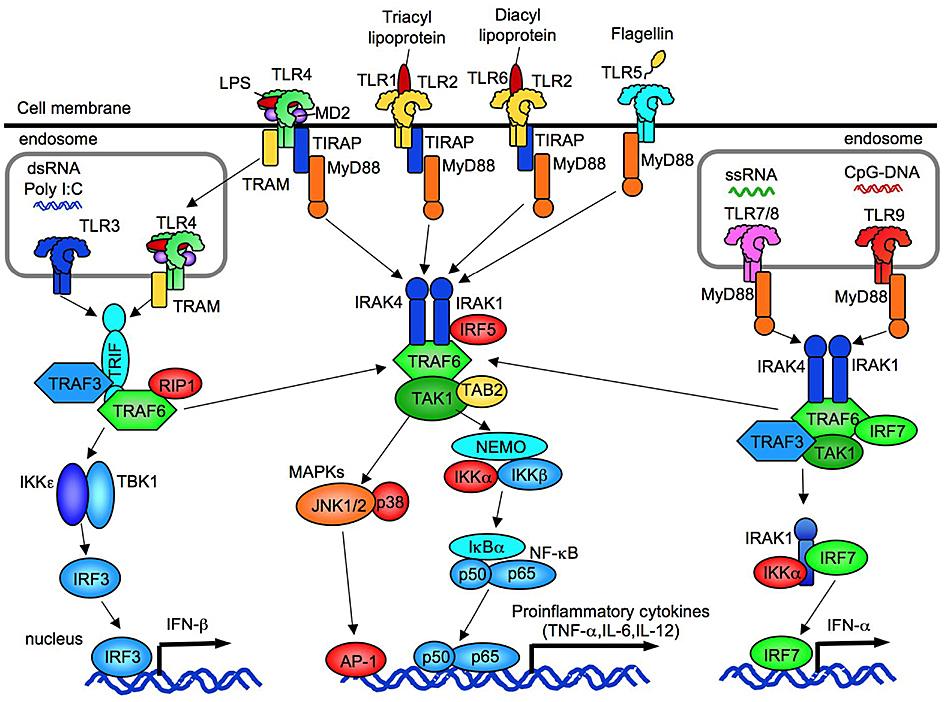 Triacyl
lipoprotein
Diacyl
lipoprotein
Flagellin
LPS
TLR4
TLR1
TLR2
TLR6
TLR2
TLR5
MD2
Cell membrane
endosome
endosome
TIRAP
MyD88
TIRAP
MyD88
TIRAP
MyD88
MyD88
TRAM
dsRNA
Poly I:C
TLR3
TLR4
TRAM
ssRNA
TLR7/8
CpG-DNA
TLR9
MyD88
MyD88
IRAK4
IRAK1
IRF5
TRAF6
TAK1
TAB2
TRIF
TRAF3
RIP1
TRAF6
IRAK4
IRAK1
TRAF6
IRF7
TRAF3
TAK1
IKKε
TBK1
MAPKs
JNK1/2
p38
NEMO
IKKα
IKKβ
IκBα
NF-κB
p50
p65
IRAK1
IKKα
IRF7
IRF3
nucleus
IRF3
IFN-β
AP-1
p50
p65
Proinflammatory cytokines
(TNF-α,IL-6,IL-12)
IRF7
IFN-α